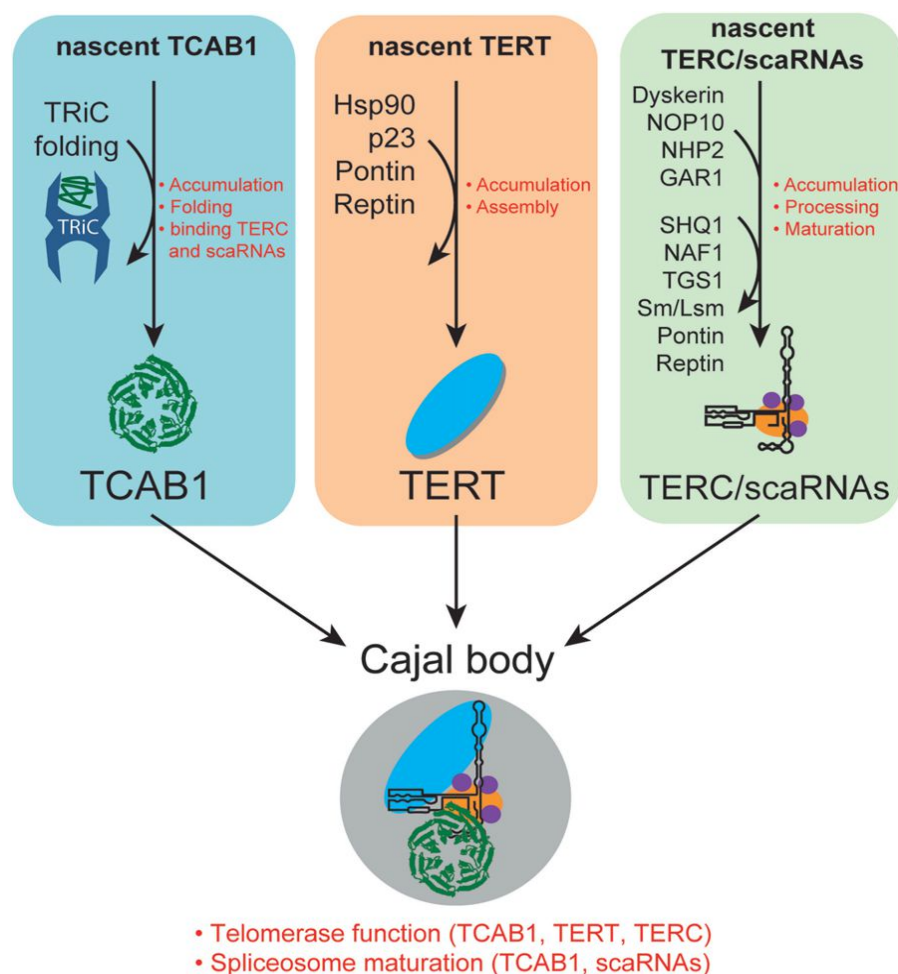 nascent TCAB1
TRiC
folding
TRiC
• Accumulation
• Folding
• binding TERC
and scaRNAs
TCAB1
nascent TERT
Hsp90
p23
Pontin
Reptin
• Accumulation
• Assembly
TERT
nascent
TERC/scaRNAs
Dyskerin
NOP10
NHP2
GAR1
SHQ1
NAF1
TGS1
Sm/Lsm
Pontin
Reptin
• Accumulation
• Processing
• Maturation
TERC/scaRNAs
Cajal body
• Telomerase function (TCAB1, TERT, TERC)
• Spliceosome maturation (TCAB1, scaRNAs)